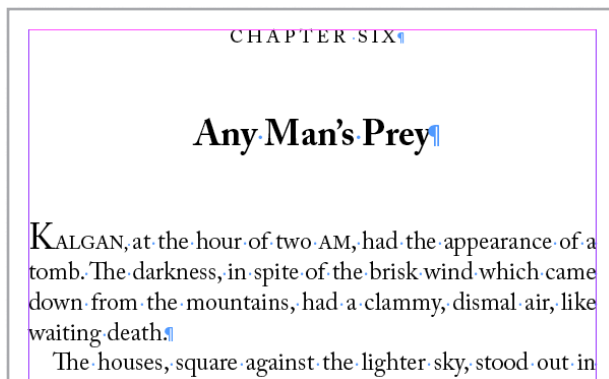 CHAPTER SIX¶
Any Man’s Prey¶
KALGAN, at the hour of two AM, had the appearance of a
tomb. The darkness, in spite of the brisk wind which came
down from the mountains, had a clammy, dismal air, like
waiting death.¶
The houses, square against the lighter sky, stood out in